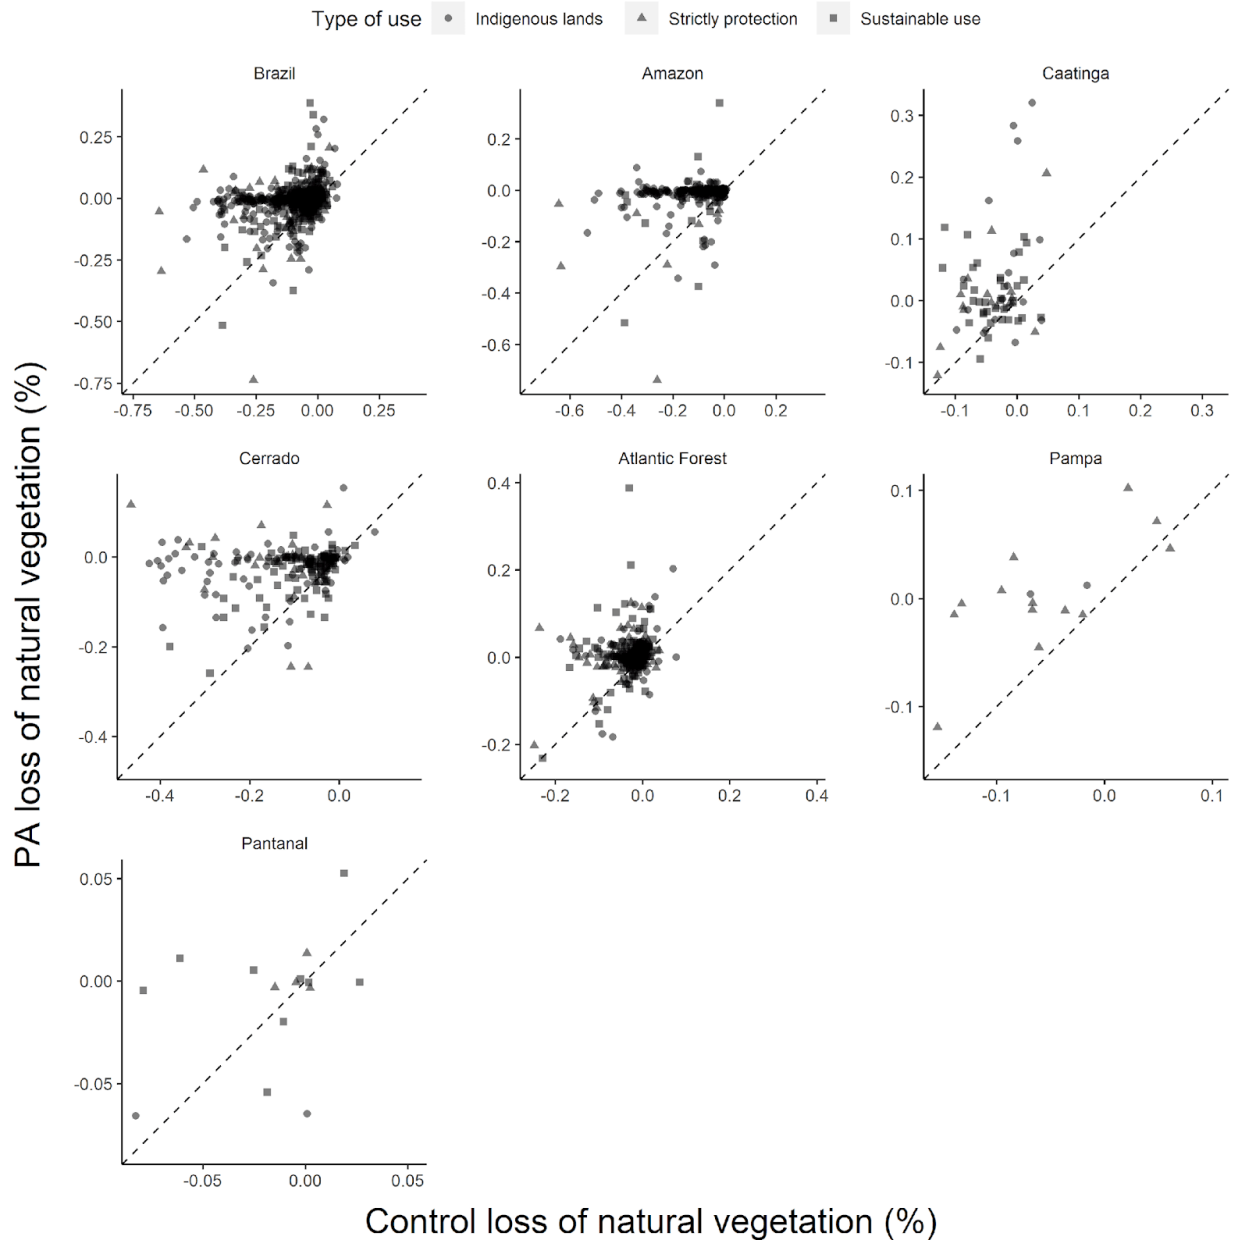 Type of use Indigenous lands Strictly protection Sustainable use
Brazil Amazon Caatinga
0.25
0.00
-0.25
-0.50
-0.75
-0.75 -0.50 -0.25 0.00 0.25
0.2
0.0
-0.2
-0.4
-0.6
-0.6 -0.4 -0.2 0.0 0.2
0.3
0.2
0.1
0.0
-0.1
-0.1 0.0 0.1 0.2 0.3
PA loss of natural vegetation (%)
Cerrado Atlantic Forest Pampa
0.0
-0.2
-0.4
-0.4 -0.2 0.0
0.4
0.2
0.0
-0.2
-0.2 0.0 0.2 0.4
0.1
0.0
-0.1
-0.1 0.0 0.1
Pantanal
0.05
0.00
-0.05
-0.05 0.00 0.05
Control loss of natural vegetation (%)